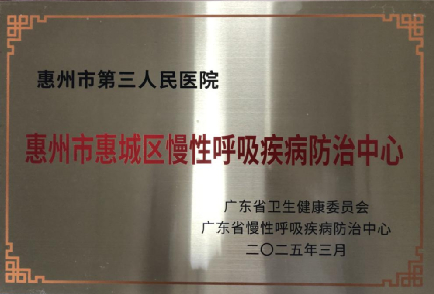 惠州市第三人民医院
惠州市惠城区慢性呼吸疾病防治中心
广东省卫生健康委员会
广东省慢性呼吸疾病防治中心
二〇二五年三月